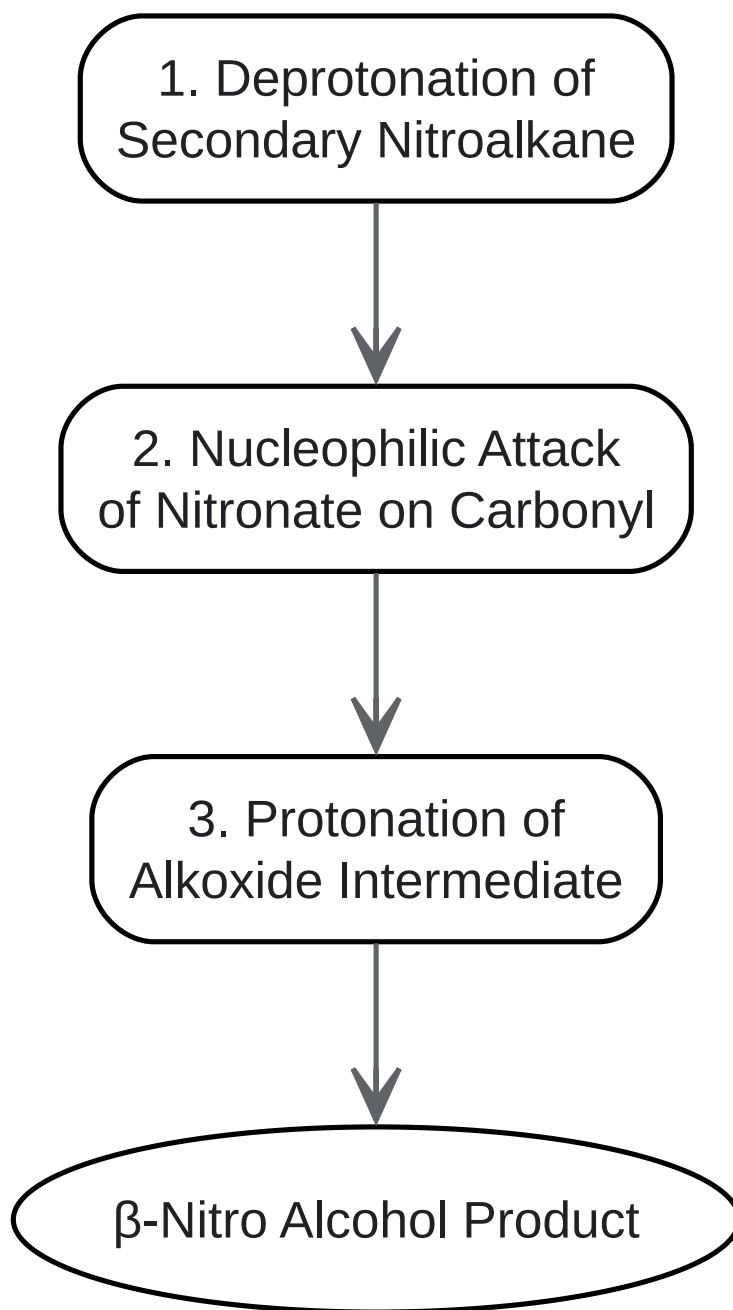 1. Deprotonation of
Secondary Nitroalkane
2. Nucleophilic Attack
of Nitronate on Carbonyl
3. Protonation of
Alkoxide Intermediate
β-Nitro Alcohol Product